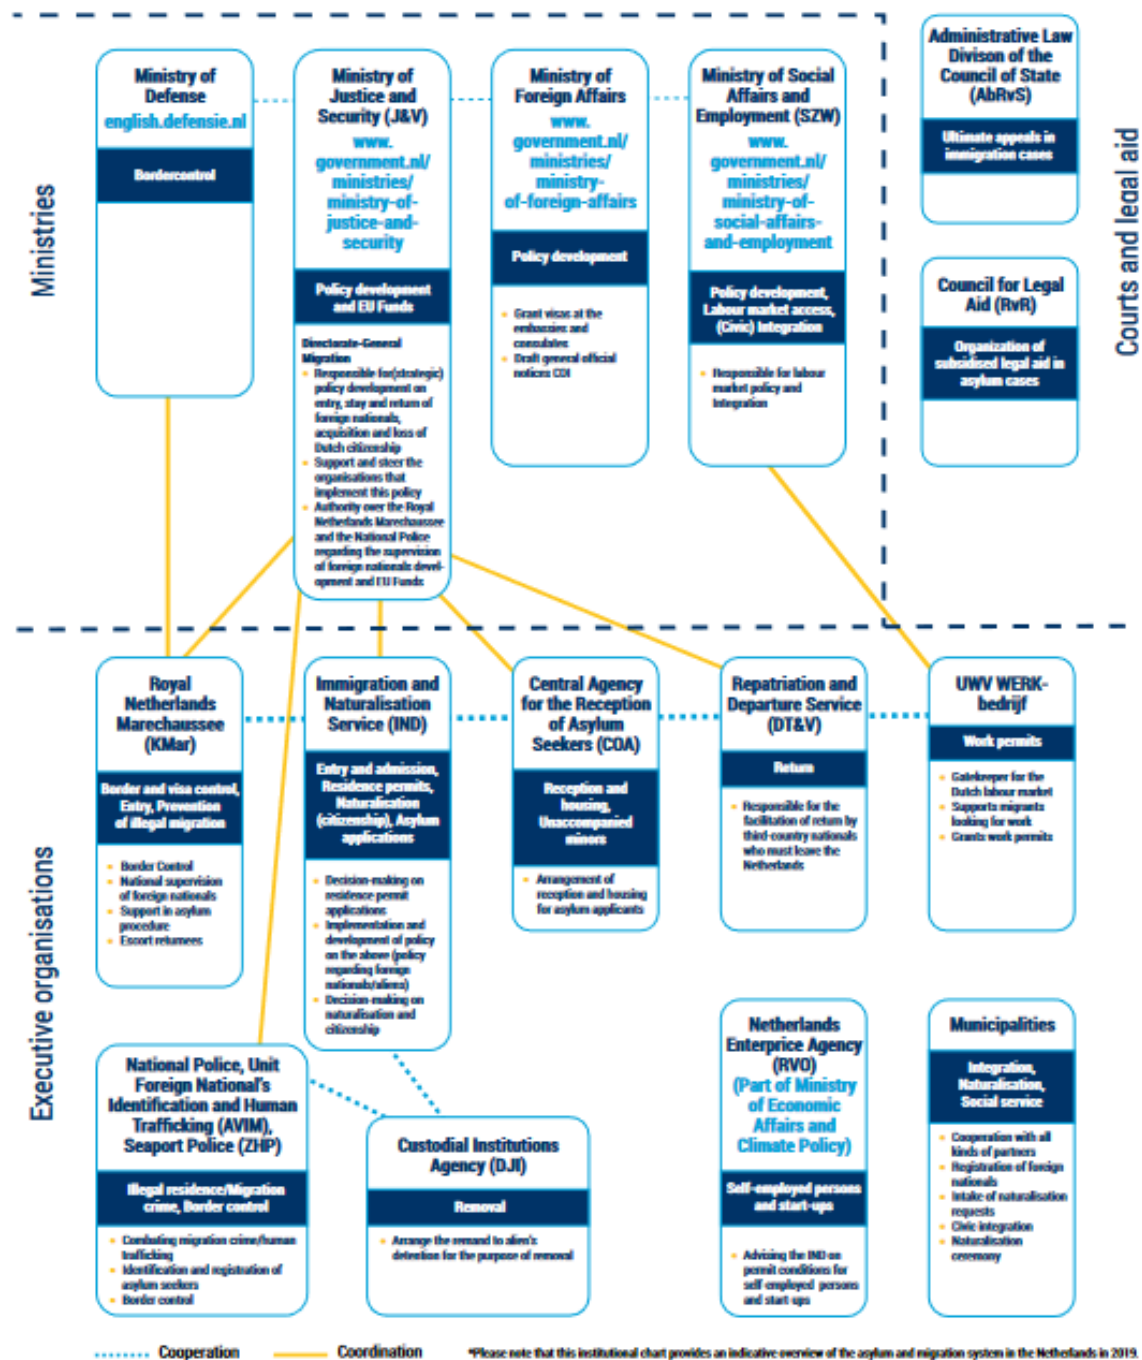 Ministries
Ministry of
Defense
english.defensie.nl
Bordercontrol
Ministry of
Justice and
Security (J&V)
www.
government.nl/
ministries/
ministry-of-
justice-and-
security
Policy development
and EU Funds
Directorate-General
Migration
Responsible for(strategic)
policy development on
entry, stay and return of
foreign nationals,
acquisition and loss of
Dutch citizenship
Support and steer the
organisations that
implement this policy
Authority over the Royal
Netherlands Marechaussee
and the National Police
regarding the supervision
of foreign nationals devel-
opment and EU Funds
Ministry of
Foreign Affairs
www.
government.nl/
ministries/
ministry-
of-foreign-affairs
Policy development
Grant visas at the
embassies and
consulates
Draft general official
notices COI
Ministry of Social
Affairs and
Employment (SZW)
www.
government.nl/
ministries/
ministry-of-
social-affairs-
and-employment
Policy development,
Labour market access,
(Civic) Integration
Responsible for labour
market policy and
Integration
Courts and legal aid
Administrative Law
Divison of the
Council of State
(AbRvS)
Ultimate appeals in
immigration cases
Council for Legal
Aid (RvR)
Organization of
subsidised legal aid in
asylum cases
Executive organisations
Royal
Netherlands
Marechaussee
(KMar)
Border and visa control,
Entry, Prevention
of illegal migration
Border Control
National supervision
of foreign nationals
Support in asylum
procedure
Escort returnees
Immigration and
Naturalisation
Service (IND)
Entry and admission,
Residence permits,
Naturalisation
(citizenship), Asylum
applications
Decision-making on
residence permit
applications
Implementation and
development of policy
on the above (policy
regarding foreign
nationals/aliens)
Decision-making on
naturalisation and
citizenship
Central Agency
for the Reception
of Asylum
Seekers (COA)
Reception and
housing,
Unaccompanied
minors
Arrangement of
reception and housing
for asylum applicants
Repatriation and
Departure Service
(DT&V)
Return
Responsible for the
facilitation of return by
third-country nationals
who must leave the
Netherlands
UWV WERK-
bedrijf
Work permits
Gatekeeper for the
Dutch labour market
Supports migrants
looking for work
Grants work permits
National Police, Unit
Foreign National's
Identification and Human
Trafficking (AVIM),
Seaport Police (ZHP)
Illegal residence/Migration
crime, Border control
Combating migration crime/human
trafficking
Identification and registration of
asylum seekers
Border control
Custodial Institutions
Agency (DJI)
Removal
Arrange the remand to alien's
detention for the purpose of removal
Netherlands
Enterprice Agency
(RVO)
(Part of Ministry
of Economic
Affairs and
Climate Policy)
Self-employed persons
and start-ups
Advising the IND on
permit conditions for
self-employed persons
and start-ups
Municipalities
Integration,
Naturalisation,
Social service
Cooperation with all
kinds of partners
Registration of foreign
nationals
Intake of naturalisation
requests
Civic integration
Naturalisation
ceremony
Cooperation
Coordination
*Please note that this institutional chart provides an indicative overview of the asylum and migration system in the Netherlands in 2019.